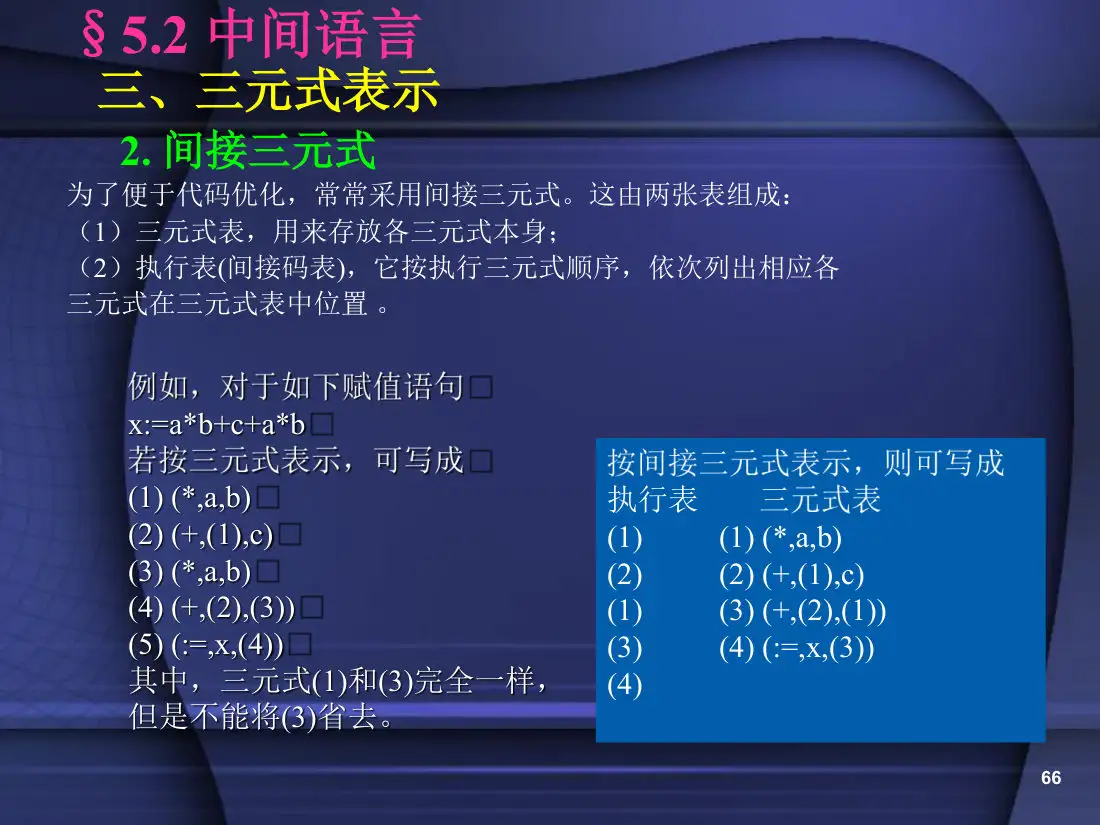 §5.2 中间语言
三、三元式表示
2. 间接三元式
为了便于代码优化，常常采用间接三元式。这由两张表组成：
（1）三元式表，用来存放各三元式本身；
（2）执行表(间接码表)，它按执行三元式顺序，依次列出相应各
三元式在三元式表中位置 。
例如，对于如下赋值语句□
x:=a*b+c+a*b□
若按三元式表示，可写成□
(1) (*,a,b)□
(2) (+,(1),c)□
(3) (*,a,b)□
(4) (+,(2),(3))□
(5) (:=,x,(4))□
其中，三元式(1)和(3)完全一样，
但是不能将(3)省去。
按间接三元式表示，则可写成
执行表 三元式表
(1) (1) (*,a,b)
(2) (2) (+,(1),c)
(1) (3) (+,(2),(1))
(3) (4) (:=,x,(3))
(4)
66